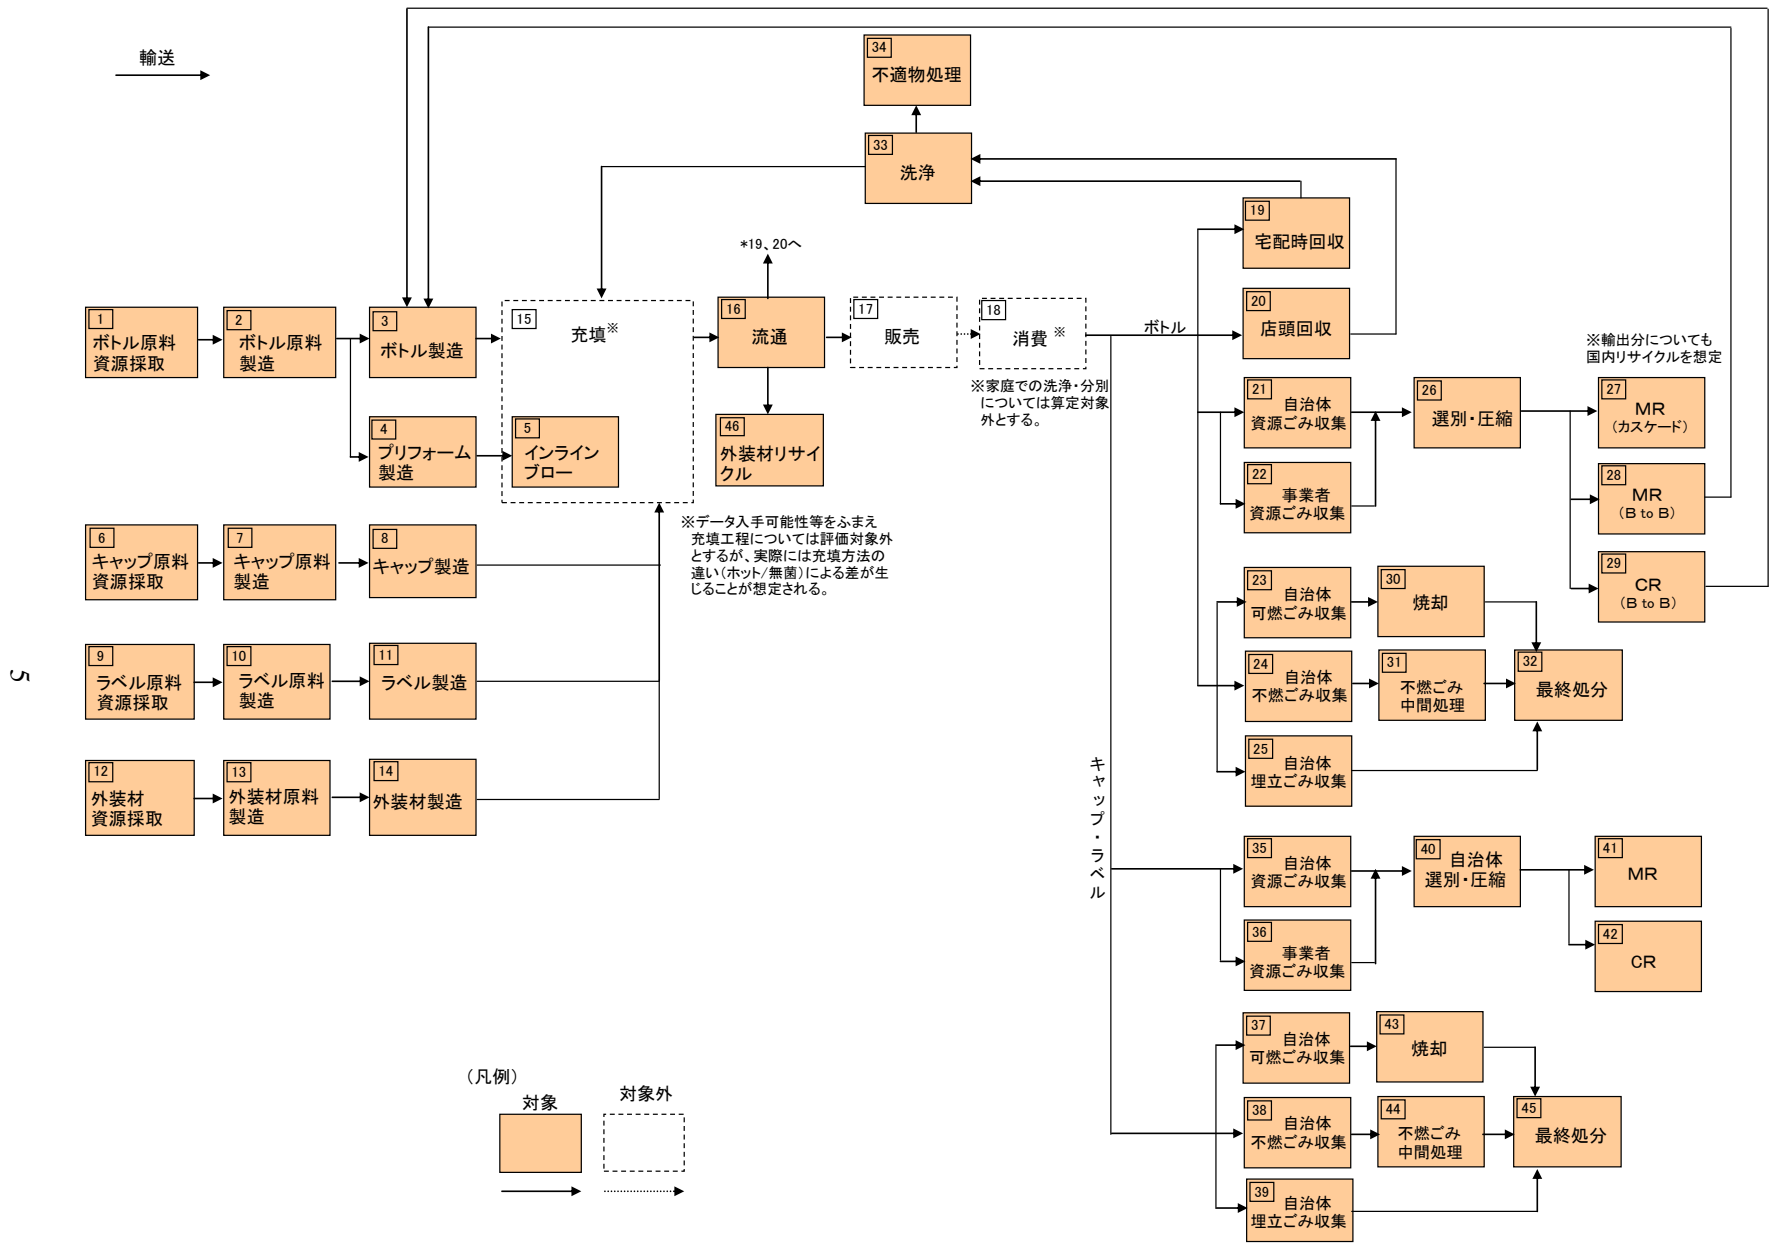 輸送
34
不適物処理
33
洗浄
19
宅配時回収
*19、20へ
1
ボトル原料
資源採取
2
ボトル原料
製造
3
ボトル製造
15
充填※
16
流通
17
販売
18
消費 ※
ボトル
20
店頭回収
※輸出分についても
国内リサイクルを想定
※家庭での洗浄・分別
については算定対象
外とする。
4
プリフォーム
製造
5
インライン
ブロー
46
外装材リサイ
クル
21
自治体
資源ごみ収集
26
選別・圧縮
27
MR
(カスケード)
22
事業者
資源ごみ収集
28
MR
(B to B)
※データ入手可能性等をふまえ
充填工程については評価対象外
とするが、実際には充填方法の
違い(ホット/無菌)による差が生
じることが想定される。
6
キャップ原料
資源採取
7
キャップ原料
製造
8
キャップ製造
23
自治体
可燃ごみ収集
30
焼却
29
CR
(B to B)
9
ラベル原料
資源採取
10
ラベル原料
製造
11
ラベル製造
24
自治体
不燃ごみ収集
31
不燃ごみ
中間処理
32
最終処分
5
12
外装材
資源採取
13
外装材原料
製造
14
外装材製造
25
自治体
埋立ごみ収集
キャップ・ラベル
35
自治体
資源ごみ収集
40
自治体
選別・圧縮
41
MR
36
事業者
資源ごみ収集
42
CR
37
自治体
可燃ごみ収集
43
焼却
38
自治体
不燃ごみ収集
44
不燃ごみ
中間処理
45
最終処分
39
自治体
埋立ごみ収集
(凡例)
対象
対象外